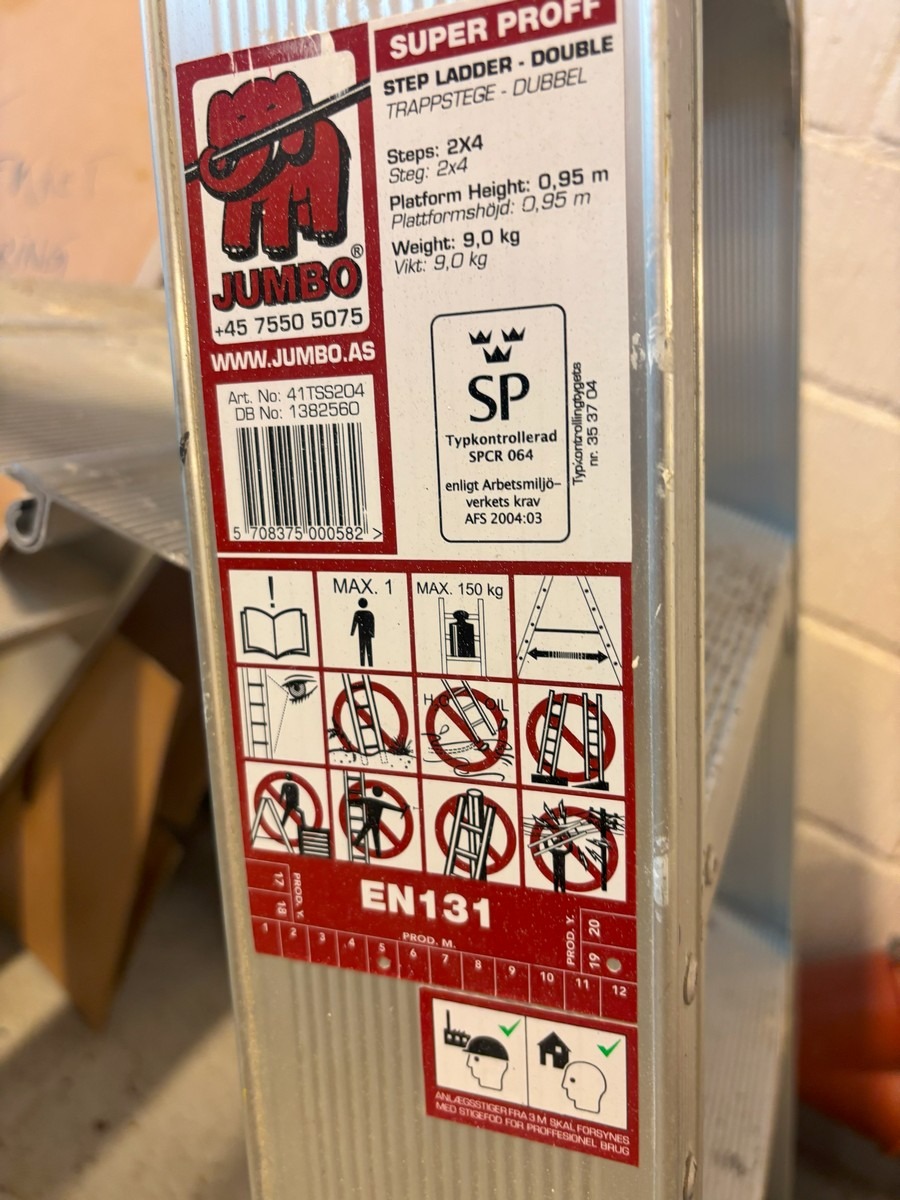 SUPER PROFF
STEP LADDER - DOUBLE
TRAPPSTEGE - DUBBEL
Steps: 2X4
Steg: 2x4
Platform Height: 0,95 m
Plattformshöjd: 0,95 m
Weight: 9,0 kg
Vikt: 9,0 kg
JUMBO®
+45 7550 5075
WWW.JUMBO.AS
Art. No: 41TSS204
DB No: 1382560
5 708375 000582 >
SP
Typkontrollerad
SPCR 064
enligt Arbetsmiljö-
verkets krav
AFS 2004:03
Typkontrollintygets
nr. 35 37 04
!
MAX. 1
MAX. 150 kg
OIL
EN131
17 18 PROD. Y.
PROD. M.
PROD. Y. 19 20
1 2 3 4 5 6 7 8 9 10 11 12
ANLÆGSSTIGER FRA 3 M SKAL FORSYNES
MED STIGEFOD FOR PROFFESIONEL BRUG